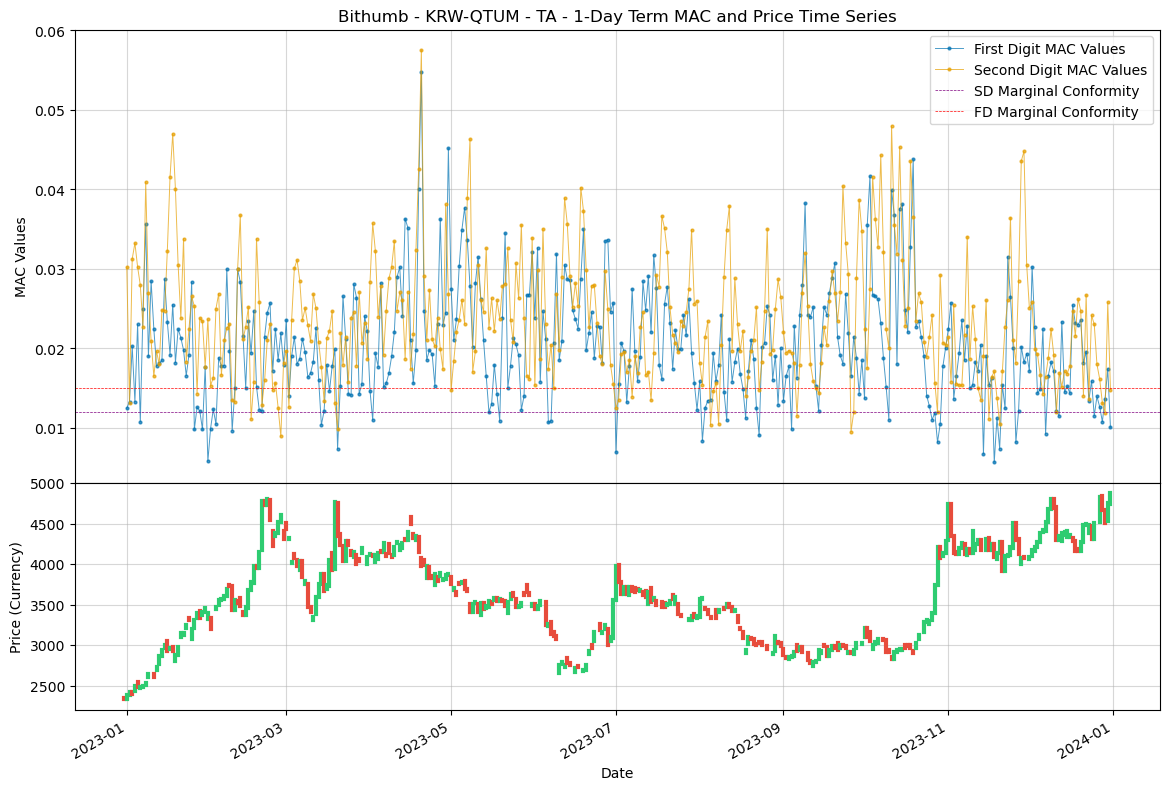 Bithumb - KRW-QTUM - TA - 1-Day Term MAC and Price Time Series
First Digit MAC Values
Second Digit MAC Values
SD Marginal Conformity
FD Marginal Conformity
MAC Values
0.06
0.05
0.04
0.03
0.02
0.01
Price (Currency)
5000
4500
4000
3500
3000
2500
2023-01
2023-03
2023-05
2023-07
2023-09
2023-11
2024-01
Date